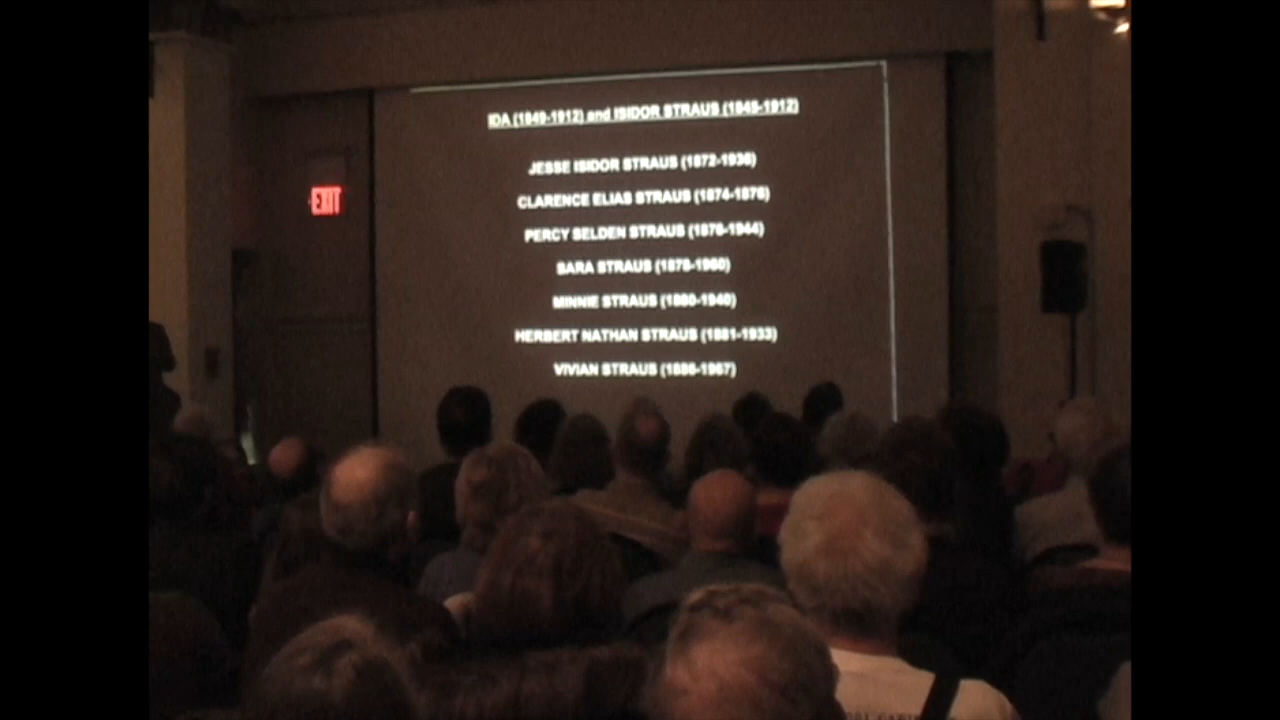 IDA (1849-1912) and ISIDOR STRAUS (1845-1912)
JESSE ISIDOR STRAUS (1872-1936)
CLARENCE ELIAS STRAUS (1874-1876)
EXIT
PERCY SELDEN STRAUS (1876-1944)
SARA STRAUS (1878-1960)
MINNIE STRAUS (1880-1940)
HERBERT NATHAN STRAUS (1881-1933)
VIVIAN STRAUS (1886-1967)